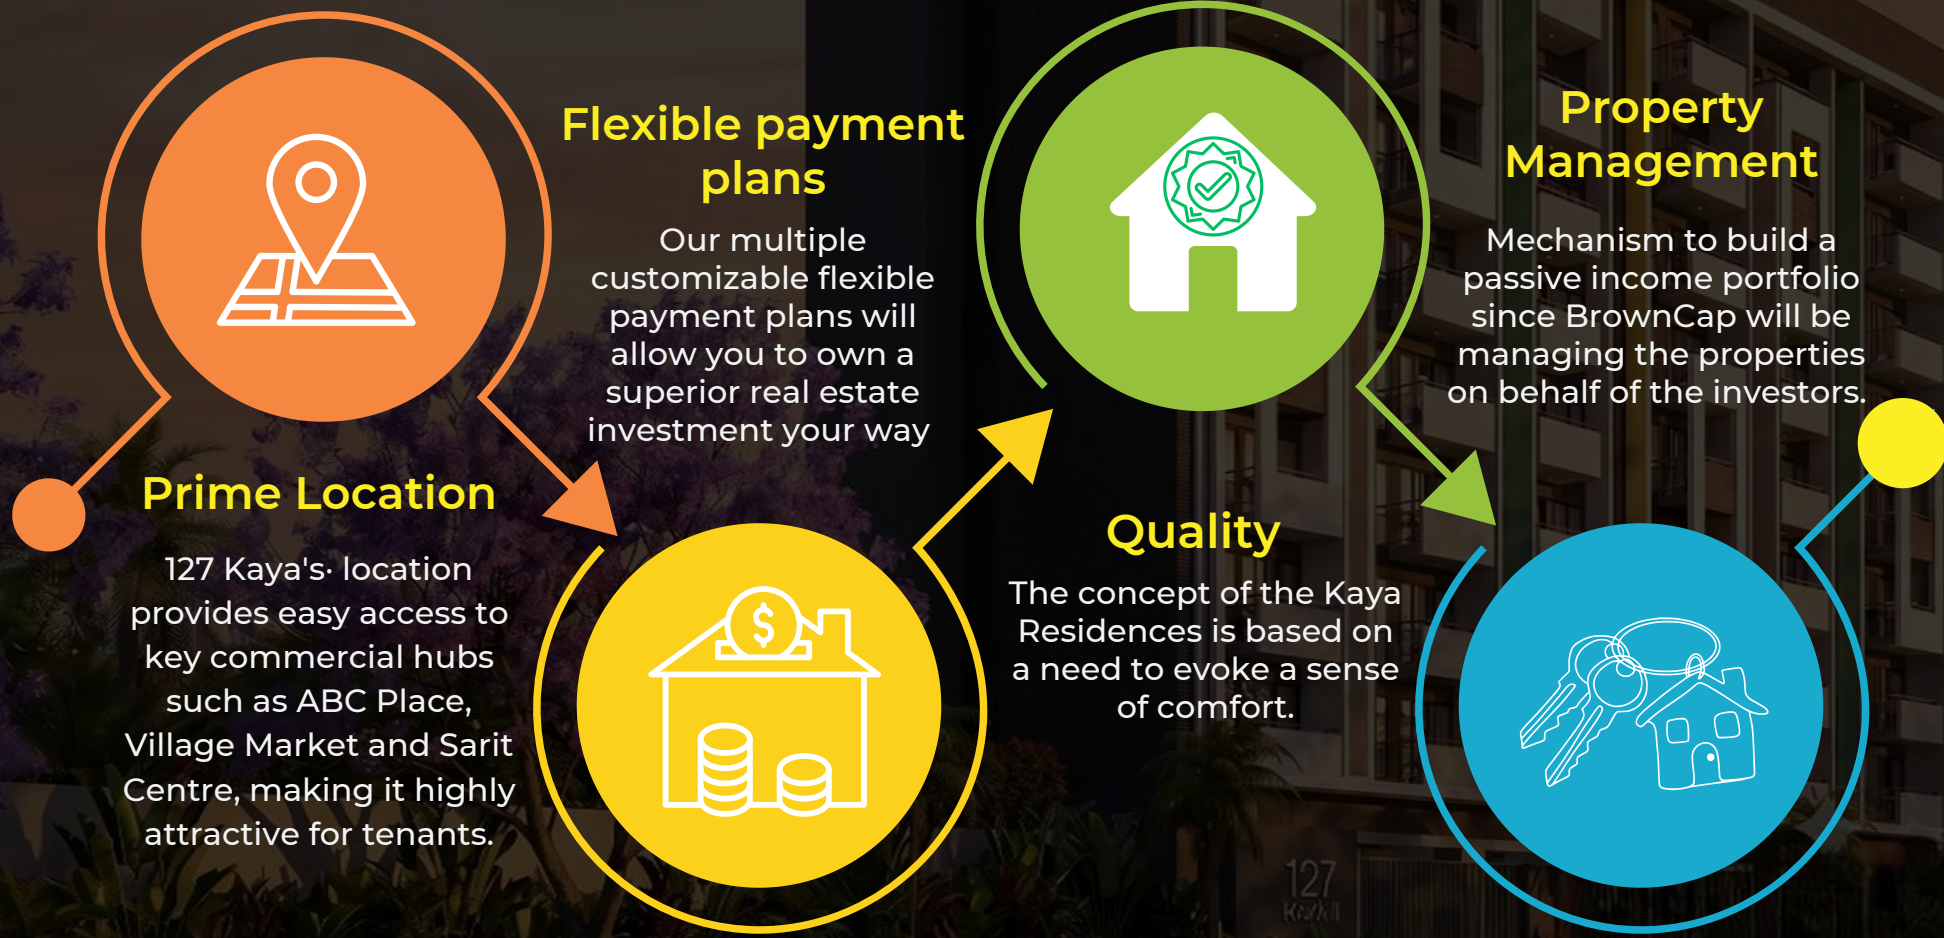 Prime Location
127 Kaya's· location
provides easy access to
key commercial hubs
such as ABC Place,
Village Market and Sarit
Centre, making it highly
attractive for tenants.
Flexible payment
plans
Our multiple
customizable flexible
payment plans will
allow you to own a
superior real estate
investment your way
$
Quality
The concept of the Kaya
Residences is based on
a need to evoke a sense
of comfort.
Property
Management
Mechanism to build a
passive income portfolio
since BrownCap will be
managing the properties
on behalf of the investors.
127